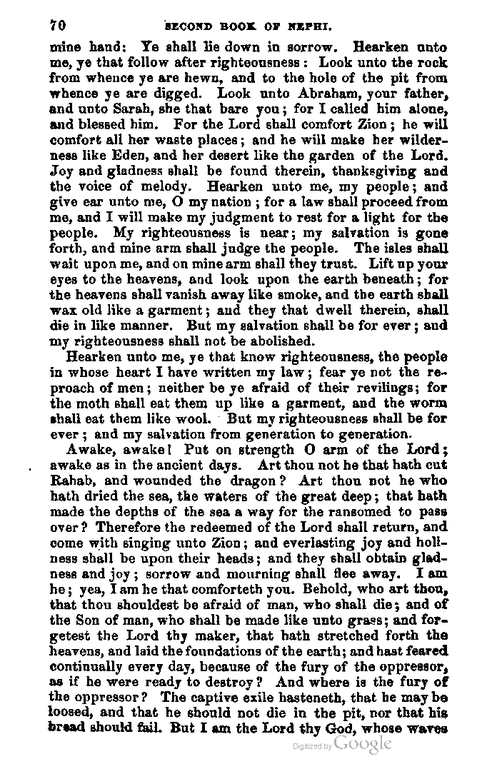 70 SECOND BOOK OF NEPHI.
mine hand: Ye shall lie down in sorrow. Hearken unto
me, ye that follow after righteousness: Look unto the rock
from whence ye are hewn, and to the hole of the pit from
whence ye are digged. Look unto Abraham, your father,
and unto Sarah, she that bare you; for I called him alone,
and blessed him. For the Lord shall comfort Zion; he will
comfort all her waste places; and he will make her wilder-
ness like Eden, and her desert like the garden of the Lord.
Joy and gladness shall be found therein, thanksgiving and
the voice of melody. Hearken unto me, my people; and
give ear unto me, O my nation; for a law shall proceed from
me, and I will make my judgment to rest for a light for the
people. My righteousness is near; my salvation is gone
forth, and mine arm shall judge the people. The isles shall
wait upon me, and on mine arm shall they trust. Lift up your
eyes to the heavens, and look upon the earth beneath; for
the heavens shall vanish away like smoke, and the earth shall
wax old like a garment; and they that dwell therein, shall
die in like manner. But my salvation shall be for ever; and
my righteousness shall not be abolished.
Hearken unto me, ye that know righteousness, the people
in whose heart I have written my law; fear ye not the re-
proach of men; neither be ye afraid of their revilings; for
the moth shall eat them up like a garment, and the worm
shall eat them like wool. But my righteousness shall be for
ever; and my salvation from generation to generation.
Awake, awake! Put on strength O arm of the Lord;
awake as in the ancient days. Art thou not he that hath cut
Rahab, and wounded the dragon? Art thou not he who
hath dried the sea, the waters of the great deep; that hath
made the depths of the sea a way for the ransomed to pass
over? Therefore the redeemed of the Lord shall return, and
come with singing unto Zion; and everlasting joy and holi-
ness shall be upon their heads; and they shall obtain glad-
ness and joy; sorrow and mourning shall flee away. I am
he; yea, I am he that comforteth you. Behold, who art thou,
that thou shouldest be afraid of man, who shall die; and of
the Son of man, who shall be made like unto grass; and for-
getest the Lord thy maker, that hath stretched forth the
heavens, and laid the foundations of the earth; and hast feared
continually every day, because of the fury of the oppressor,
as if he were ready to destroy? And where is the fury of
the oppressor? The captive exile hasteneth, that he may be
loosed, and that he should not die in the pit, nor that his
bread should fail. But I am the Lord thy God, whose waves
Digitized by Google